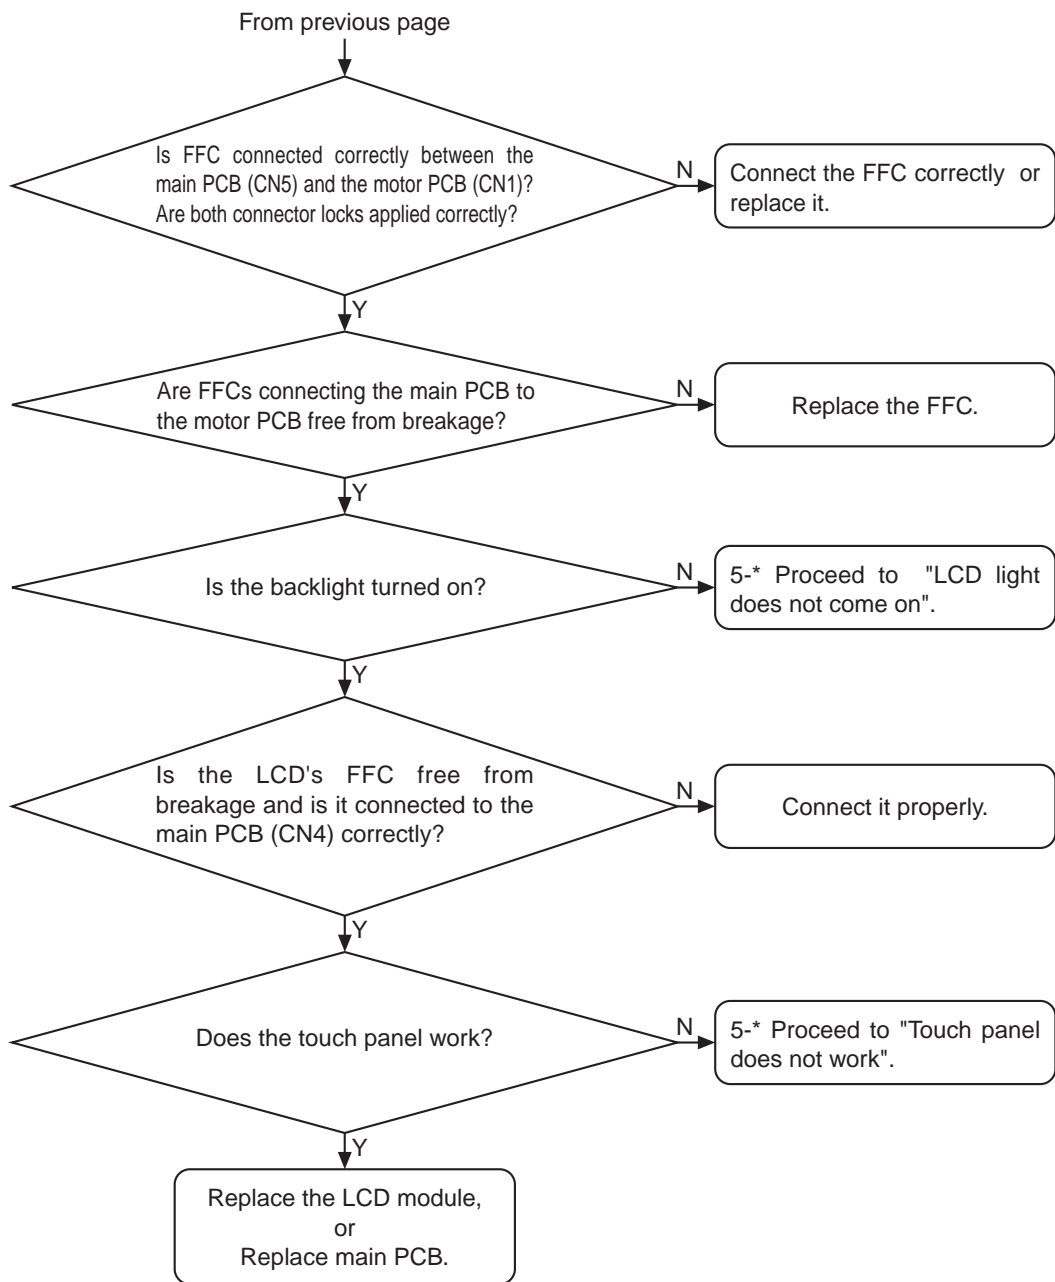 From previous page
Is FFC connected correctly between the
main PCB (CN5) and the motor PCB (CN1)?
Are both connector locks applied correctly?
N
Connect the FFC correctly or
replace it.
Y
Are FFCs connecting the main PCB to
the motor PCB free from breakage?
N
Replace the FFC.
Y
Is the backlight turned on?
N
5-* Proceed to "LCD light
does not come on".
Y
Is the LCD's FFC free from
breakage and is it connected to the
main PCB (CN4) correctly?
N
Connect it properly.
Y
Does the touch panel work?
N
5-* Proceed to "Touch panel
does not work".
Y
Replace the LCD module,
or
Replace main PCB.